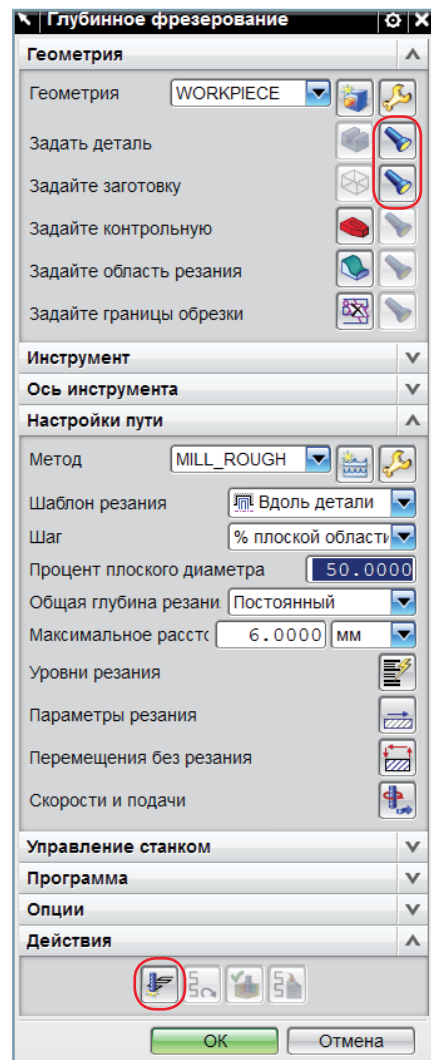 Глубинное фрезерование
Геометрия
Геометрия WORKPIECE
Задать деталь
Задайте заготовку
Задайте контрольную
Задайте область резания
Задайте границы обрезки
Инструмент
Ось инструмента
Настройки пути
Метод MILL_ROUGH
Шаблон резания Вдоль детали
Шаг % плоской области
Процент плоского диаметра 50.0000
Общая глубина резани Постоянный
Максимальное расстс 6.0000 мм
Уровни резания
Параметры резания
Перемещения без резания
Скорости и подачи
Управление станком
Программа
Опции
Действия
OK Отмена